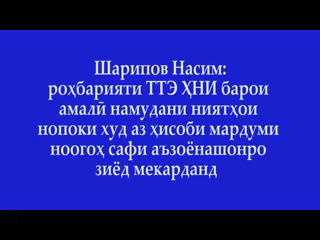 Шарипов Насим:
роҳбарияти ТТЭ ҲНИ барои
амалӣ намудани ниятҳои
нопоки худ аз ҳисоби мардуми
ноогоҳ сафи аъзоёнашонро
зиёд мекарданд